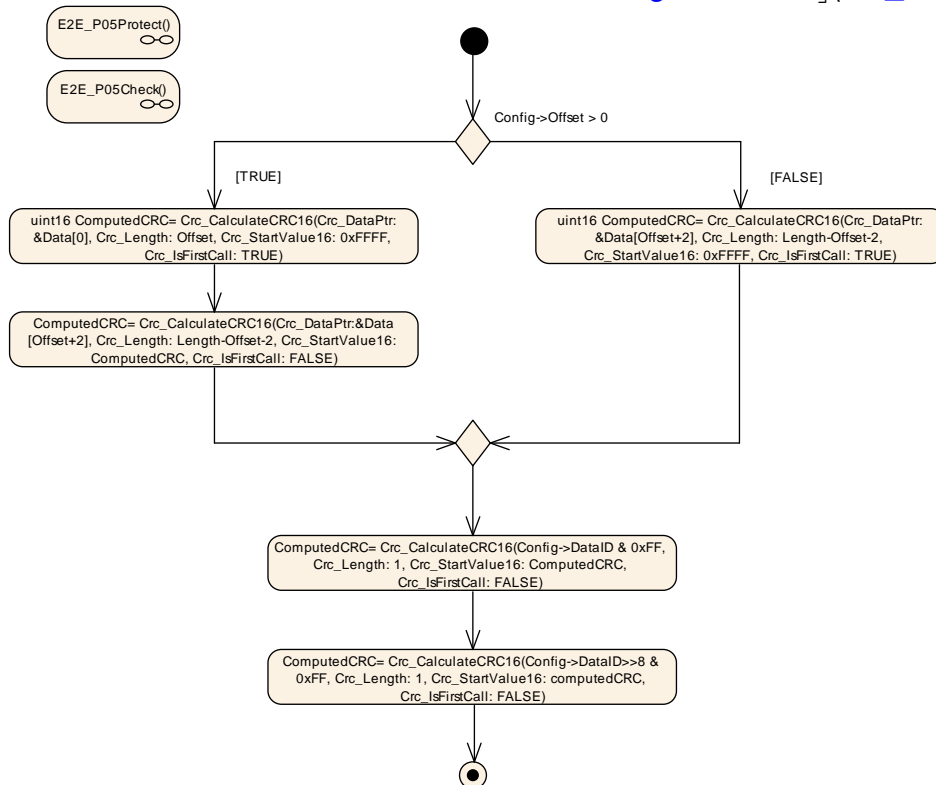 E2E_P05Protect()
E2E_P05Check()
Config->Offset > 0
[TRUE]
[FALSE]
uint16 ComputedCRC= Crc_CalculateCRC16(Crc_DataPtr:
&Data[0], Crc_Length: Offset, Crc_StartValue16: 0xFFFF,
Crc_IsFirstCall: TRUE)
uint16 ComputedCRC= Crc_CalculateCRC16(Crc_DataPtr:
&Data[Offset+2], Crc_Length: Length-Offset-2,
Crc_StartValue16: 0xFFFF, Crc_IsFirstCall: TRUE)
ComputedCRC= Crc_CalculateCRC16(Crc_DataPtr:&Data
[Offset+2], Crc_Length: Length-Offset-2, Crc_StartValue16:
ComputedCRC, Crc_IsFirstCall: FALSE)
ComputedCRC= Crc_CalculateCRC16(Config->DataID & 0xFF,
Crc_Length: 1, Crc_StartValue16: ComputedCRC,
Crc_IsFirstCall: FALSE)
ComputedCRC= Crc_CalculateCRC16(Config->DataID>>8 &
0xFF, Crc_Length: 1, Crc_StartValue16: computedCRC,
Crc_IsFirstCall: FALSE)